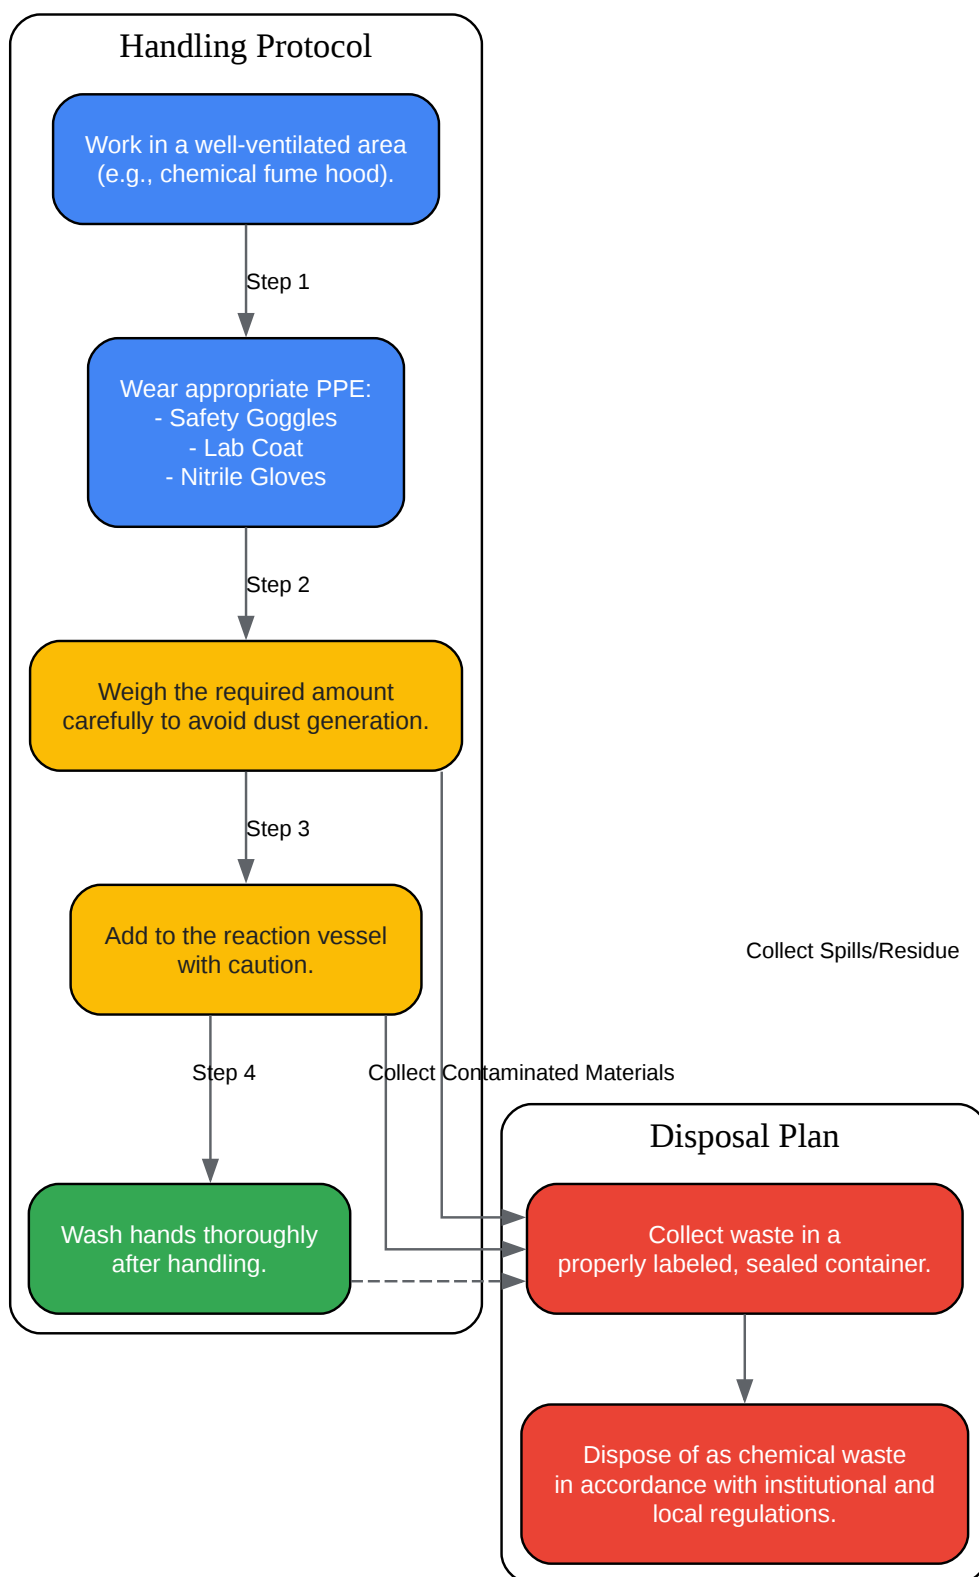 Handling Protocol
Work in a well-ventilated area
(e.g., chemical fume hood).
Step 1
Wear appropriate PPE:
- Safety Goggles
- Lab Coat
- Nitrile Gloves
Step 2
Weigh the required amount
carefully to avoid dust generation.
Step 3
Add to the reaction vessel
with caution.
Collect Spills/Residue
Step 4
Collect Contaminated Materials
Wash hands thoroughly
after handling.
Disposal Plan
Collect waste in a
properly labeled, sealed container.
Dispose of as chemical waste
in accordance with institutional and
local regulations.